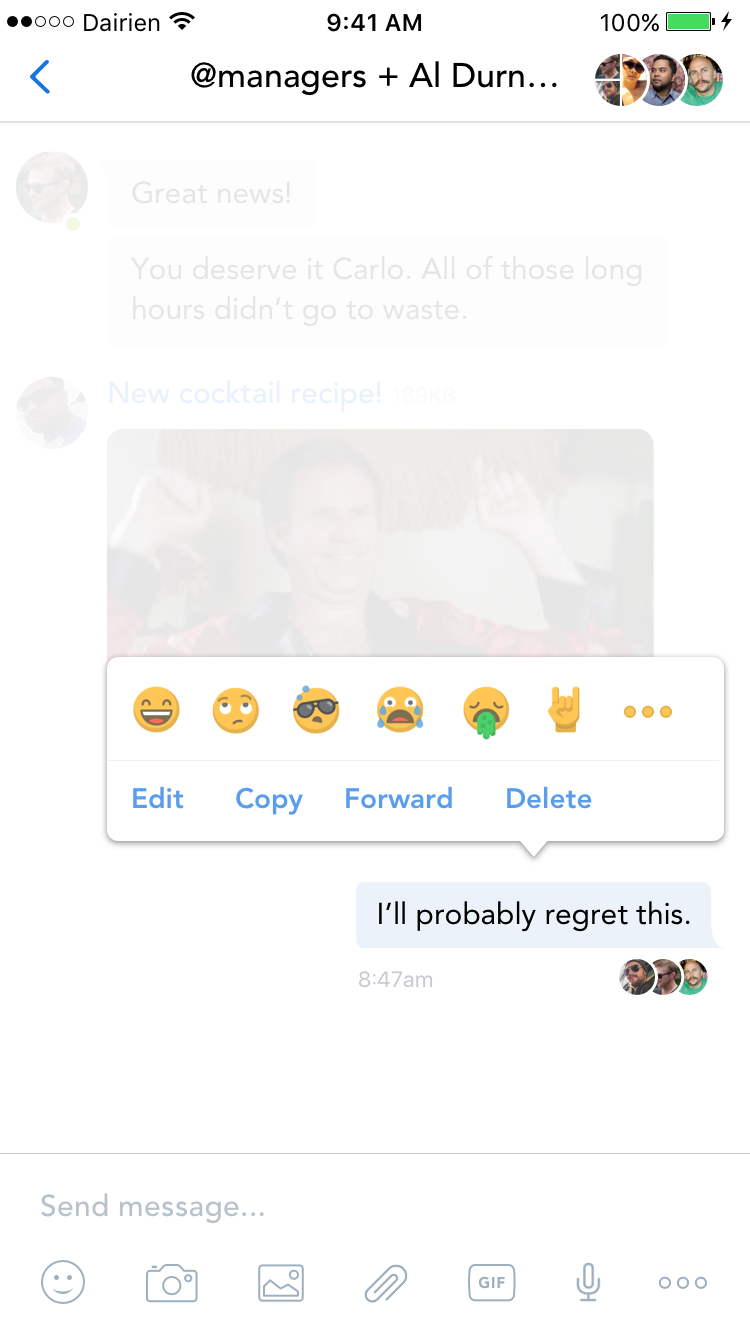 Dairien 9:41 AM 100%
@managers + Al Durn...
Great news!
You deserve it Carlo. All of those long
hours didn’t go to waste.
New cocktail recipe! 189KB
Edit Copy Forward Delete
I’ll probably regret this.
8:47am
Send message...
GIF